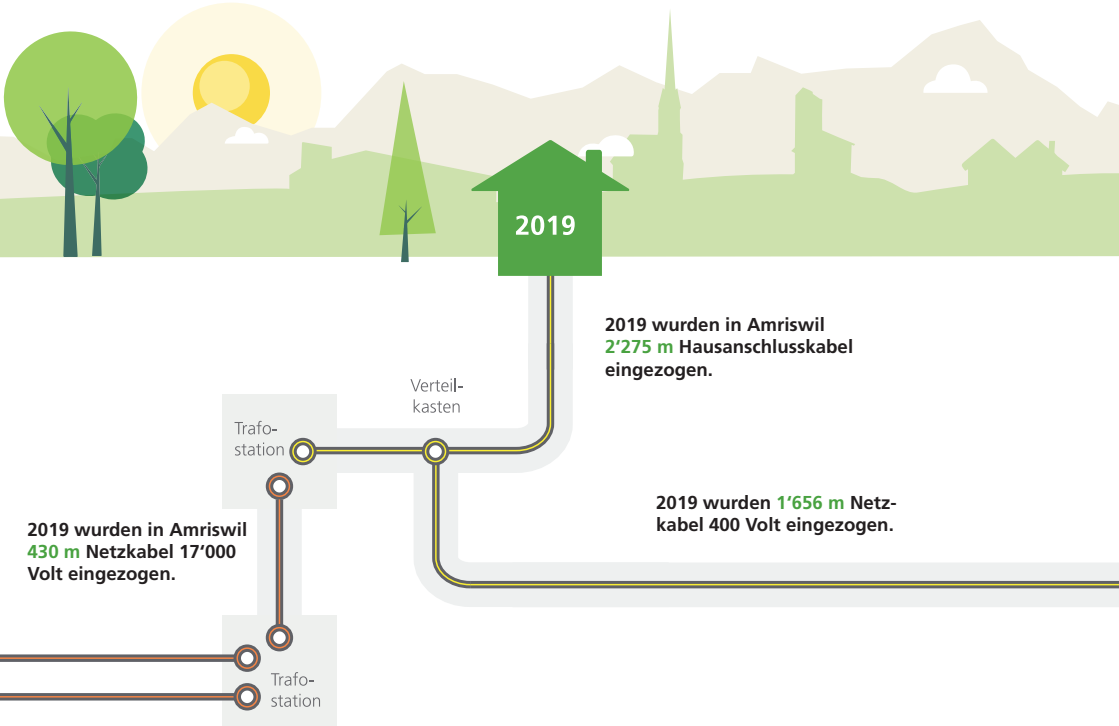 2019
2019 wurden in Amriswil
2‘275 m Hausanschlusskabel
eingezogen.
Verteil-
kasten
Trafo-
station
2019 wurden 1‘656 m Netz-
kabel 400 Volt eingezogen.
2019 wurden in Amriswil
430 m Netzkabel 17‘000
Volt eingezogen.
Trafo-
station